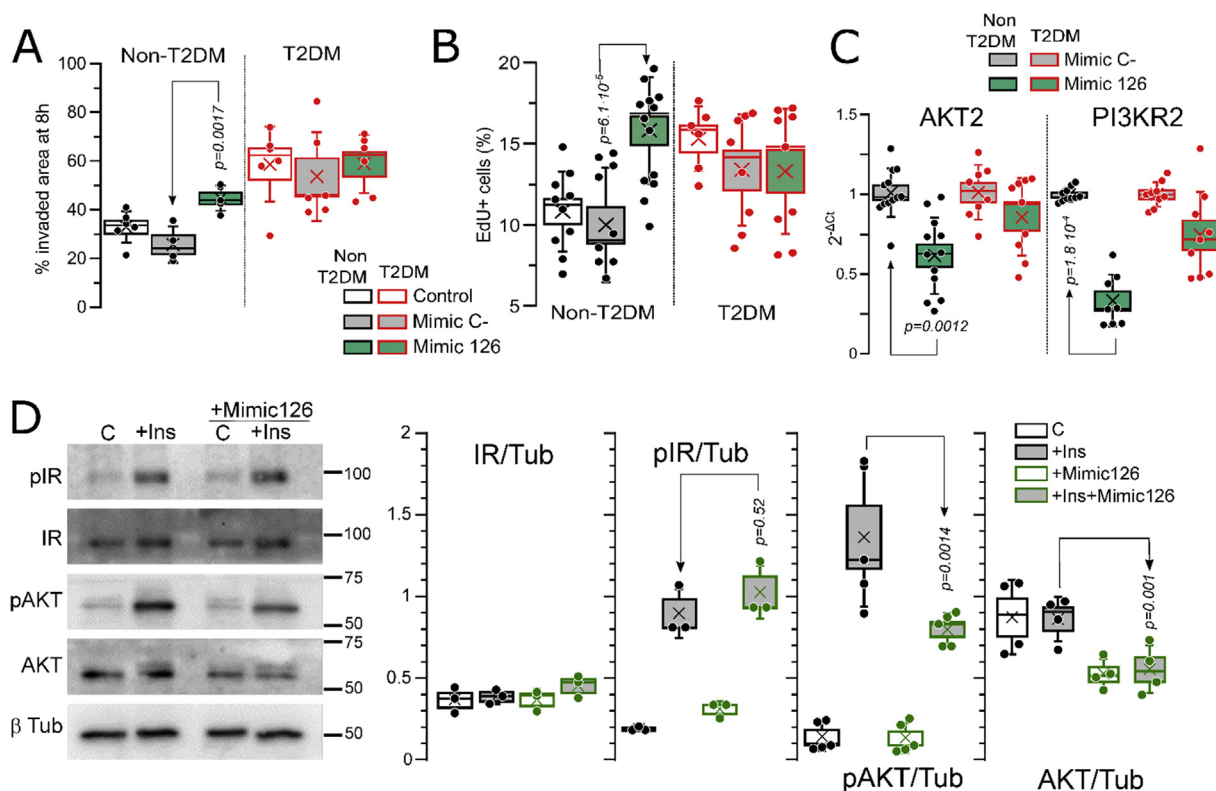 A
Non-T2DM
T2DM
% invaded area at 8h
100
80
60
40
20
0
p=0.0017
Non
T2DM
T2DM
Control
Mimic C-
Mimic 126
B
EdU+ cells (%)
25
20
15
10
5
p=6.1·10-5
Non-T2DM
T2DM
C
Non
T2DM
T2DM
Mimic C-
Mimic 126
AKT2
PI3KR2
2-ΔCt
1.5
1
0.5
0
p=0.0012
p=1.8·10-4
D
+Mimic126
C
+Ins
C
+Ins
pIR
100
IR
100
pAKT
75
50
AKT
75
50
β Tub
50
2
1.5
1
0.5
0
IR/Tub
pIR/Tub
p=0.52
pAKT/Tub
p=0.0014
AKT/Tub
p=0.001
C
+Ins
+Mimic126
+Ins+Mimic126